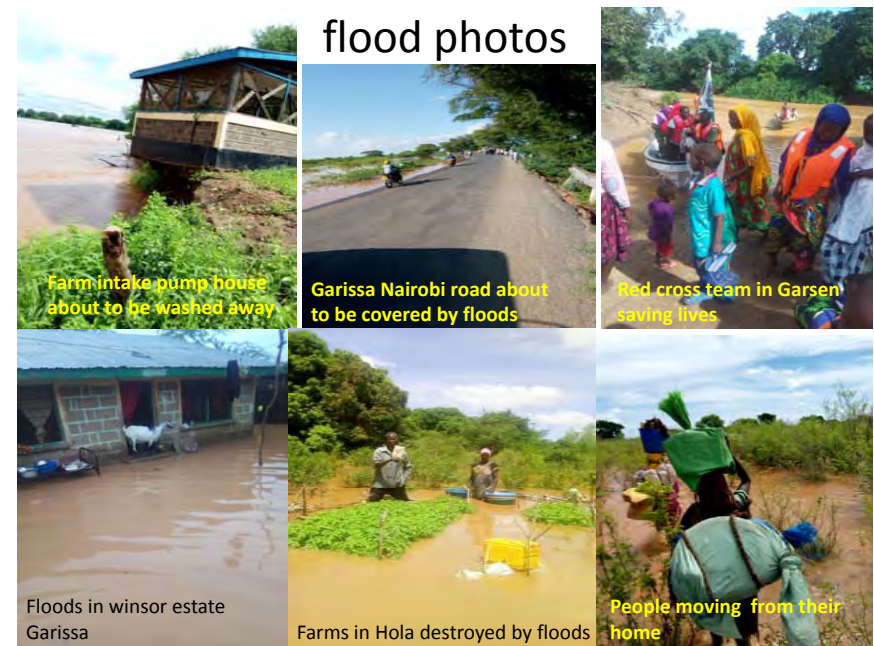 flood photos
Farm intake pump house
about to be washed away
Garissa Nairobi road about
to be covered by floods
Red cross team in Garsen
saving lives
Floods in winsor estate
Garissa
Farms in Hola destroyed by floods
People moving from their
home